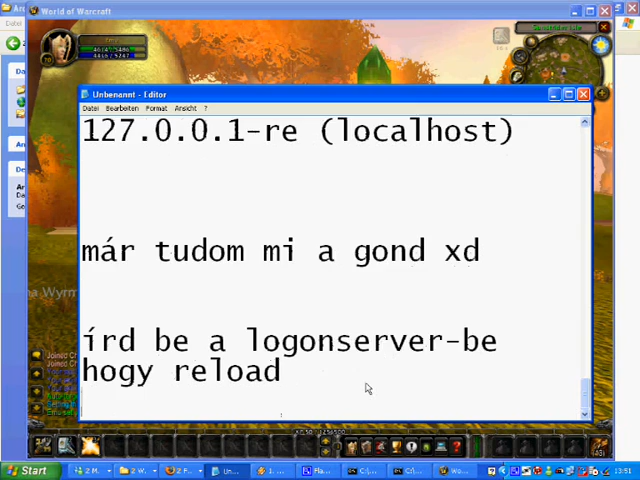 World of Warcraft
Unbenannt - Editor
Datei Bearbeiten Format Ansicht ?
127.0.0.1-re (localhost)
már tudom mi a gond xd
írd be a logonserver-be
hogy reload
Start
13:51